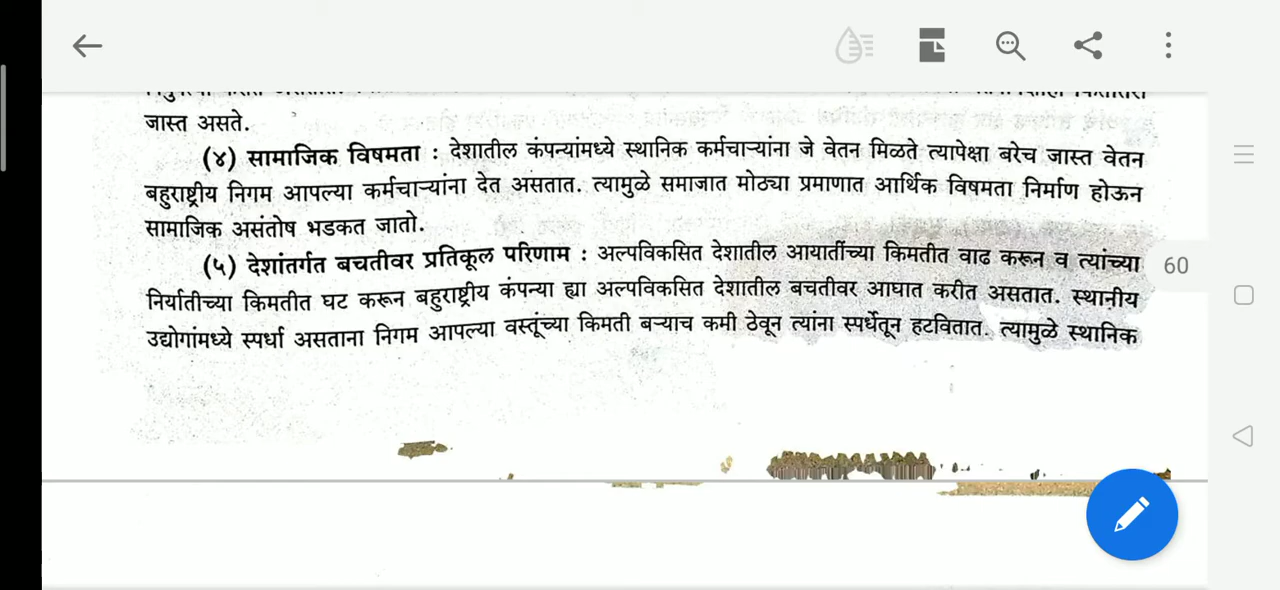 जास्त असते.
(४) सामाजिक विषमता : देशातील कंपन्यांमध्ये स्थानिक कर्मचाऱ्यांना जे वेतन मिळते त्यापेक्षा बरेच जास्त वेतन
बहुराष्ट्रीय निगम आपल्या कर्मचाऱ्यांना देत असतात. त्यामुळे समाजात मोठ्या प्रमाणात आर्थिक विषमता निर्माण होऊन
सामाजिक असंतोष भडकत जातो.
(५) देशांतर्गत बचतीवर प्रतिकूल परिणाम : अल्पविकसित देशातील आयातींच्या किमतीत वाढ करून व त्यांच्या
निर्यातीच्या किमतीत घट करून बहुराष्ट्रीय कंपन्या ह्या अल्पविकसित देशातील बचतीवर आघात करीत असतात. स्थानीय
उद्योगांमध्ये स्पर्धा असताना निगम आपल्या वस्तूंच्या किमती बऱ्याच कमी ठेवून त्यांना स्पर्धेतून हटवितात. त्यामुळे स्थानिक
60